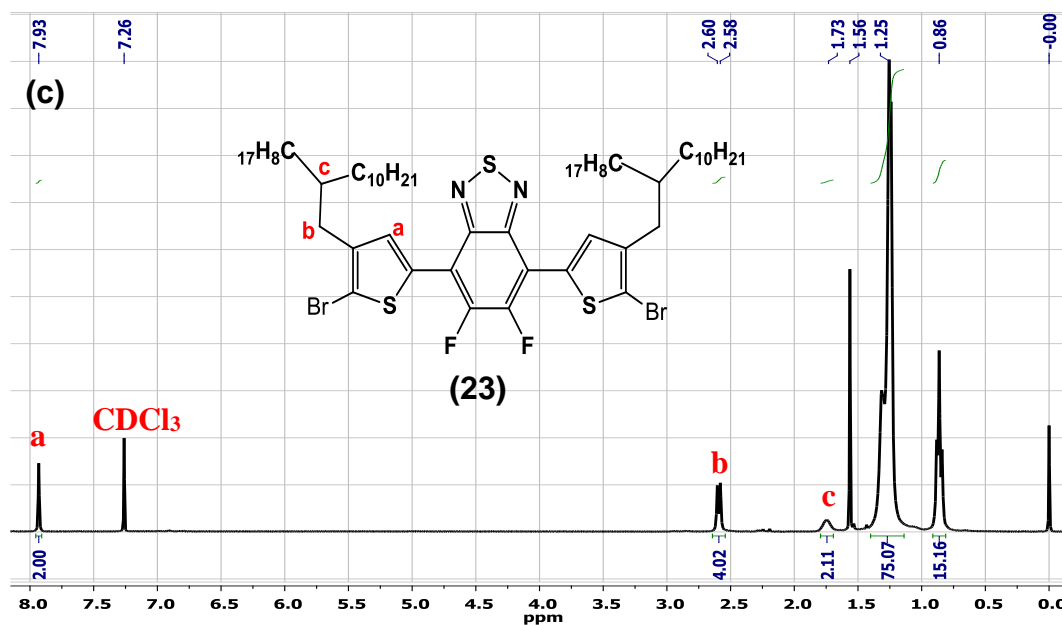 7.93 7.26 2.60 2.58 1.73 1.56 1.25 0.86 -0.00
(c)
17H8C c C10H21 S 17H8C C10H21
N N
b a
Br S S Br
F F
(23)
CDCl3
a b c
2.00 4.02 2.11 75.07 15.16
8.0 7.5 7.0 6.5 6.0 5.5 5.0 4.5 4.0 3.5 3.0 2.5 2.0 1.5 1.0 0.5 0.0
ppm